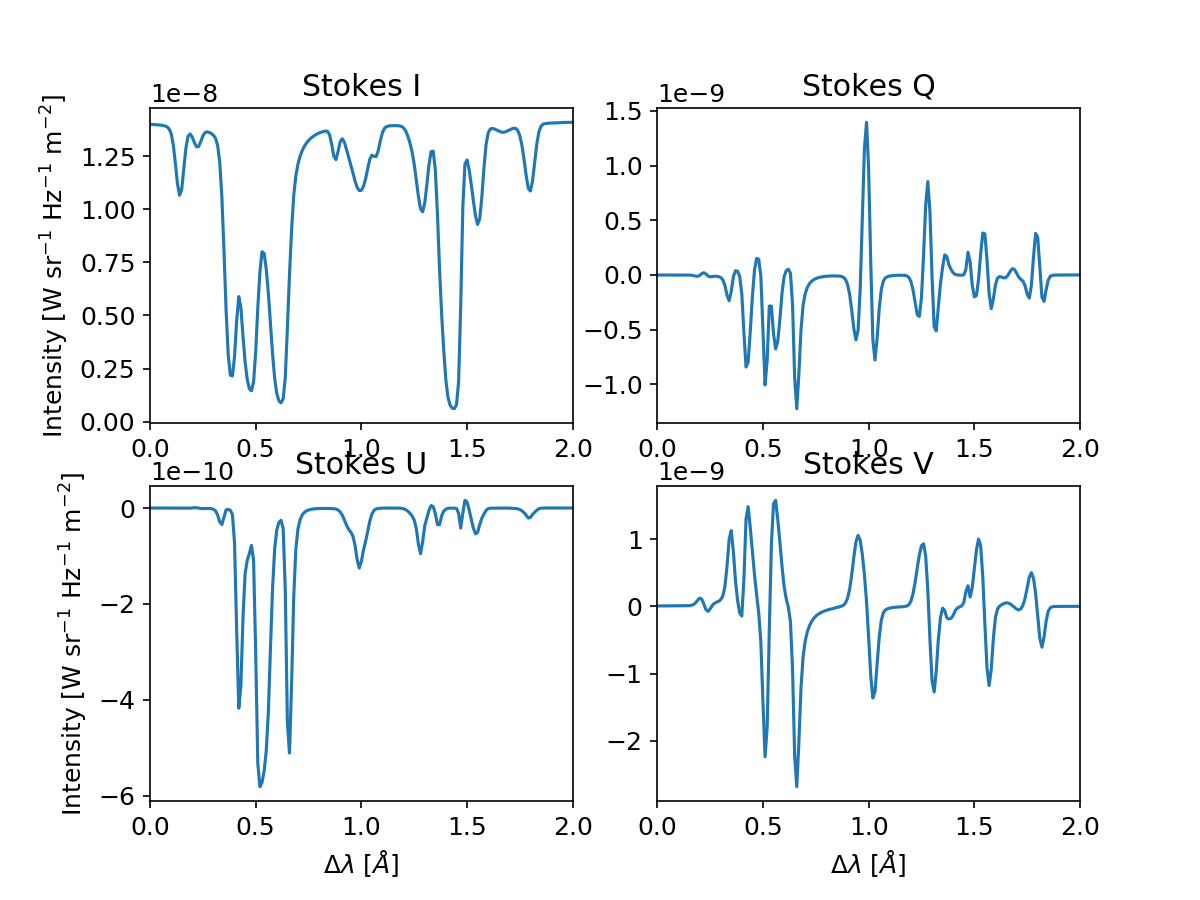 Stokes I
1e−8
Intensity [W sr⁻¹ Hz⁻¹ m⁻²]
1.25
1.00
0.75
0.50
0.25
0.00
0.0 0.5 1.0 1.5 2.0
Stokes Q
1e−9
1.5
1.0
0.5
0.0
−0.5
−1.0
0.0 0.5 1.0 1.5 2.0
Stokes U
1e−10
Intensity [W sr⁻¹ Hz⁻¹ m⁻²]
0
−2
−4
−6
0.0 0.5 1.0 1.5 2.0
Δλ [Å]
Stokes V
1e−9
1
0
−1
−2
0.0 0.5 1.0 1.5 2.0
Δλ [Å]